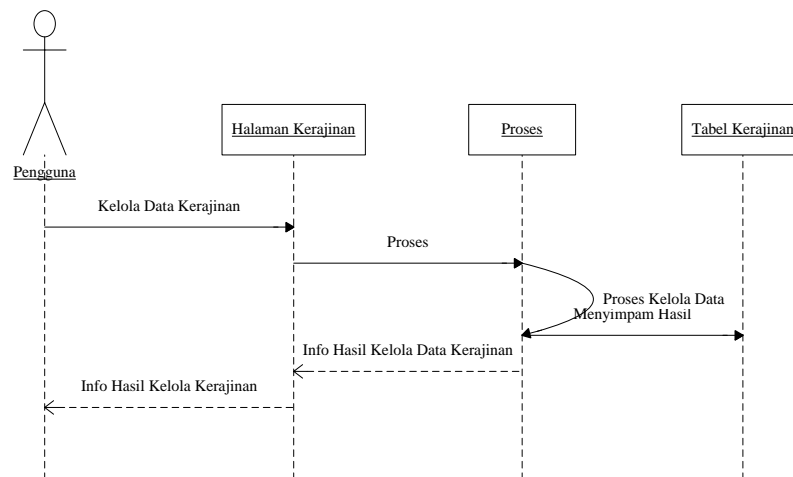 Halaman Kerajinan
Proses
Tabel Kerajinan
Pengguna
Kelola Data Kerajinan
Proses
Proses Kelola Data
Menyimpam Hasil
Info Hasil Kelola Data Kerajinan
Info Hasil Kelola Kerajinan